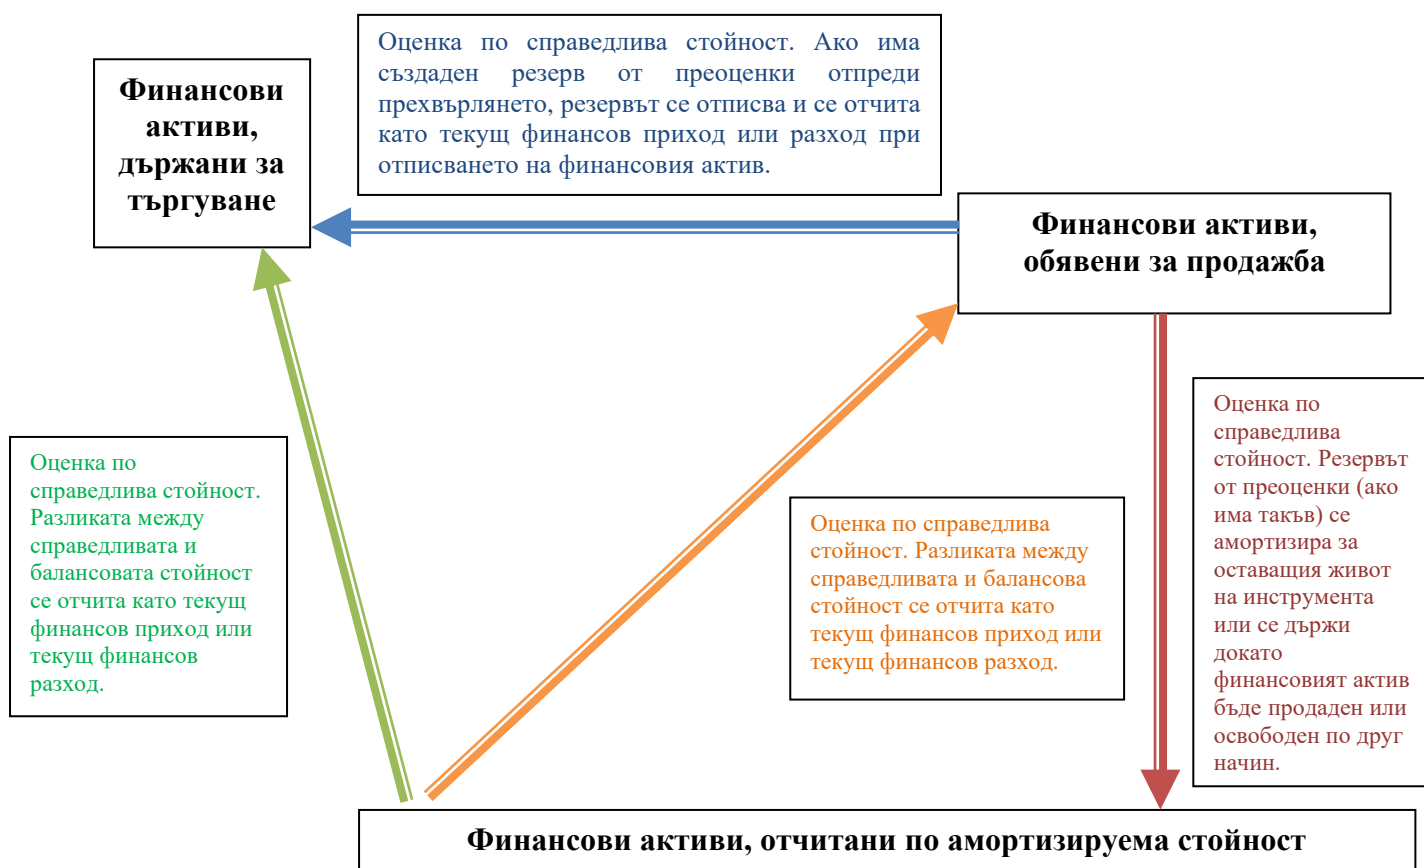 Оценка по справедлива стойност. Ако има
създаден резерв от преоценки отпреди
прехвърлянето, резервът се отписва и се отчита
като текущ финансов приход или разход при
отписването на финансовия актив.
Финансови
активи,
държани за
търгуване
Финансови активи,
обявени за продажба
Оценка по
справедлива стойност.
Разликата между
справедливата и
балансовата стойност
се отчита като текущ
финансов приход или
текущ финансов
разход.
Оценка по справедлива
стойност. Разликата между
справедливата и балансова
стойност се отчита като
текущ финансов приход или
текущ финансов разход.
Оценка по
справедлива
стойност. Резервът
от преоценки (ако
има такъв) се
амортизира за
оставащия живот
на инструмента
или се държи
докато
финансовият актив
бъде продаден или
освободен по друг
начин.
Финансови активи, отчитани по амортизируема стойност